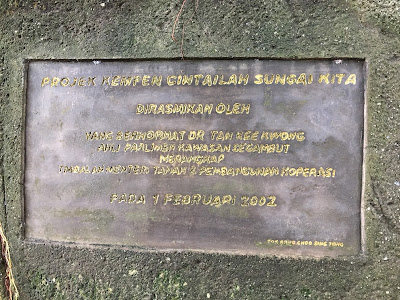 PROJEK KEMPEN CINTAILAH SUNGAI KITA
DIRASMIKAN OLEH
YANG BERHORMAT DR TAN KEE KWONG
AHLI PARLIMEN KAWASAN SEGAMBUT
MERANGKAP
TIMBALAN MENTERI TANAH & PEMBANGUNAN KOPERASI
PADA 1 FEBRUARI 2002